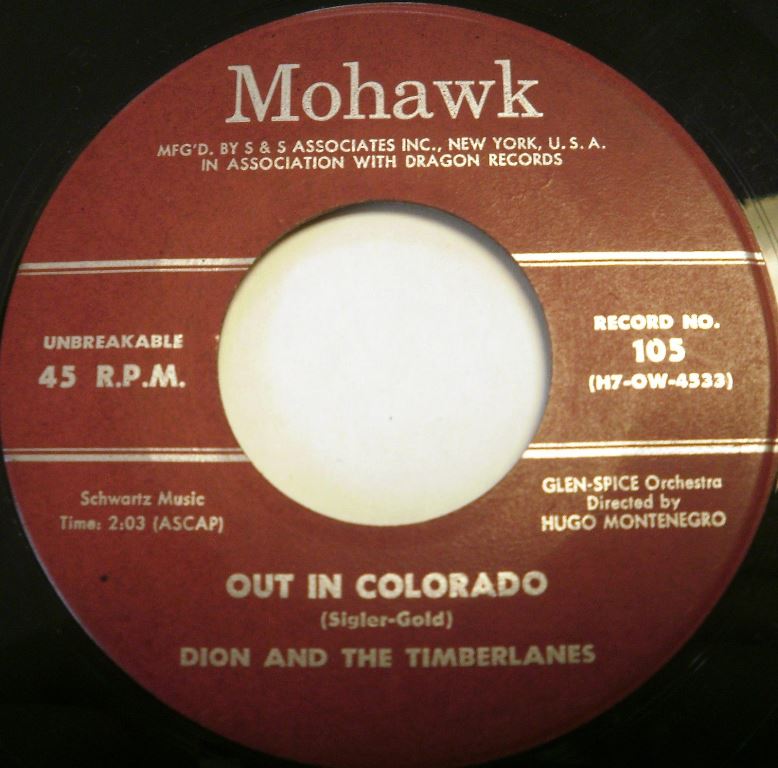 Mohawk
MFG'D. BY S & S ASSOCIATES INC., NEW YORK, U.S.A.
IN ASSOCIATION WITH DRAGON RECORDS
UNBREAKABLE
45 R.P.M.
RECORD NO.
105
(H7-OW-4533)
Schwartz Music
Time: 2:03 (ASCAP)
GLEN-SPICE Orchestra
Directed by
HUGO MONTENEGRO
OUT IN COLORADO
(Sigler-Gold)
DION AND THE TIMBERLANES